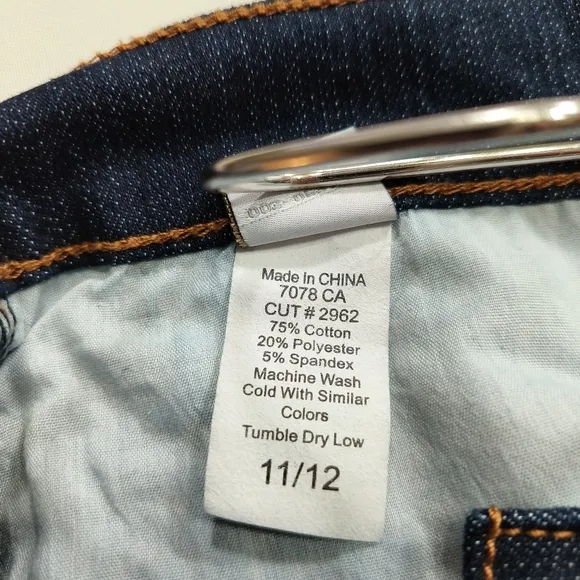 Made in CHINA
7078 CA
CUT # 2962
75% Cotton
20% Polyester
5% Spandex
Machine Wash
Cold With Similar
Colors
Tumble Dry Low
11/12